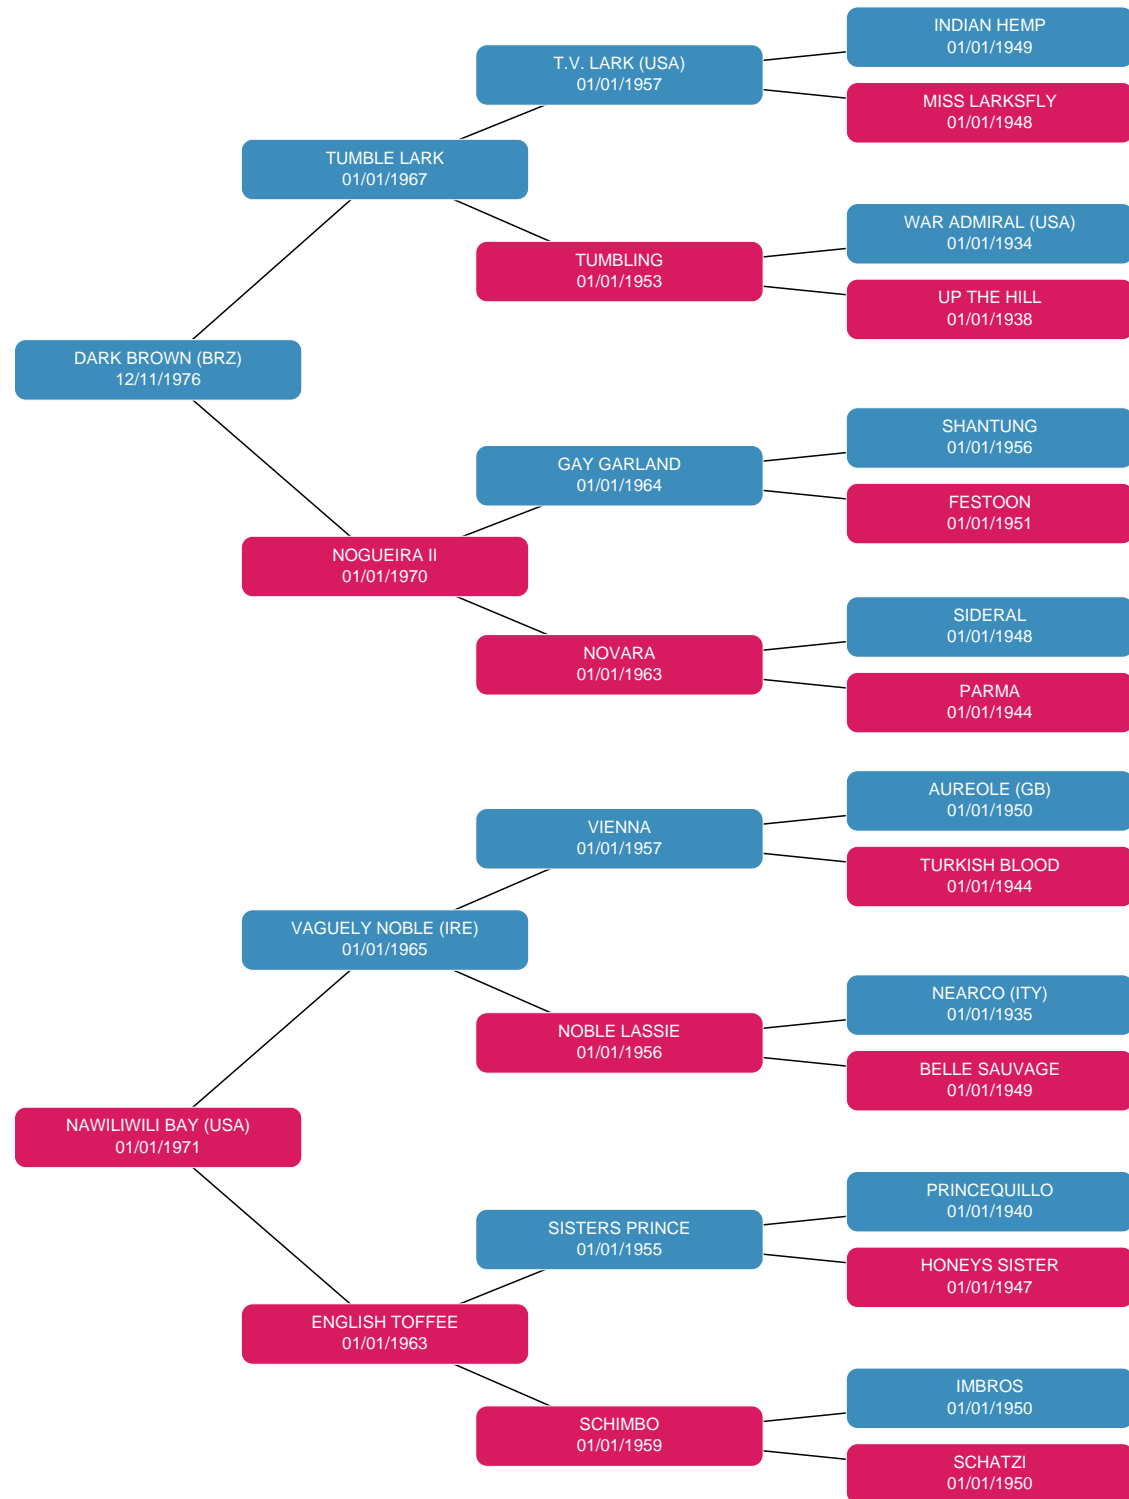 INDIAN HEMP
01/01/1949
T.V. LARK (USA)
01/01/1957
MISS LARKSFLY
01/01/1948
TUMBLE LARK
01/01/1967
WAR ADMIRAL (USA)
01/01/1934
TUMBLING
01/01/1953
UP THE HILL
01/01/1938
DARK BROWN (BRZ)
12/11/1976
SHANTUNG
01/01/1956
GAY GARLAND
01/01/1964
FESTOON
01/01/1951
NOGUEIRA II
01/01/1970
SIDERAL
01/01/1948
NOVARA
01/01/1963
PARMA
01/01/1944
AUREOLE (GB)
01/01/1950
VIENNA
01/01/1957
TURKISH BLOOD
01/01/1944
VAGUELY NOBLE (IRE)
01/01/1965
NEARCO (ITY)
01/01/1935
NOBLE LASSIE
01/01/1956
BELLE SAUVAGE
01/01/1949
NAWILIWILI BAY (USA)
01/01/1971
PRINCEQUILLO
01/01/1940
SISTERS PRINCE
01/01/1955
HONEYS SISTER
01/01/1947
ENGLISH TOFFEE
01/01/1963
IMBROS
01/01/1950
SCHIMBO
01/01/1959
SCHATZI
01/01/1950